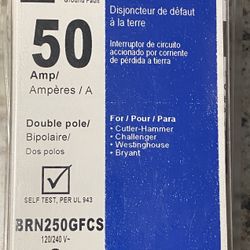 Ground Fault
50
Amp/
Ampères / A
Double pole/
Bipolaire/
Dos polos
SELF TEST, PER UL 943
BRN250GFCS
120/240 V~
Disjoncteur de défaut
à la terre
Interruptor de circuito
accionado por corriente
de pérdida a tierra
For / Pour / Para
• Cutler-Hammer
• Challenger
• Westinghouse
• Bryant